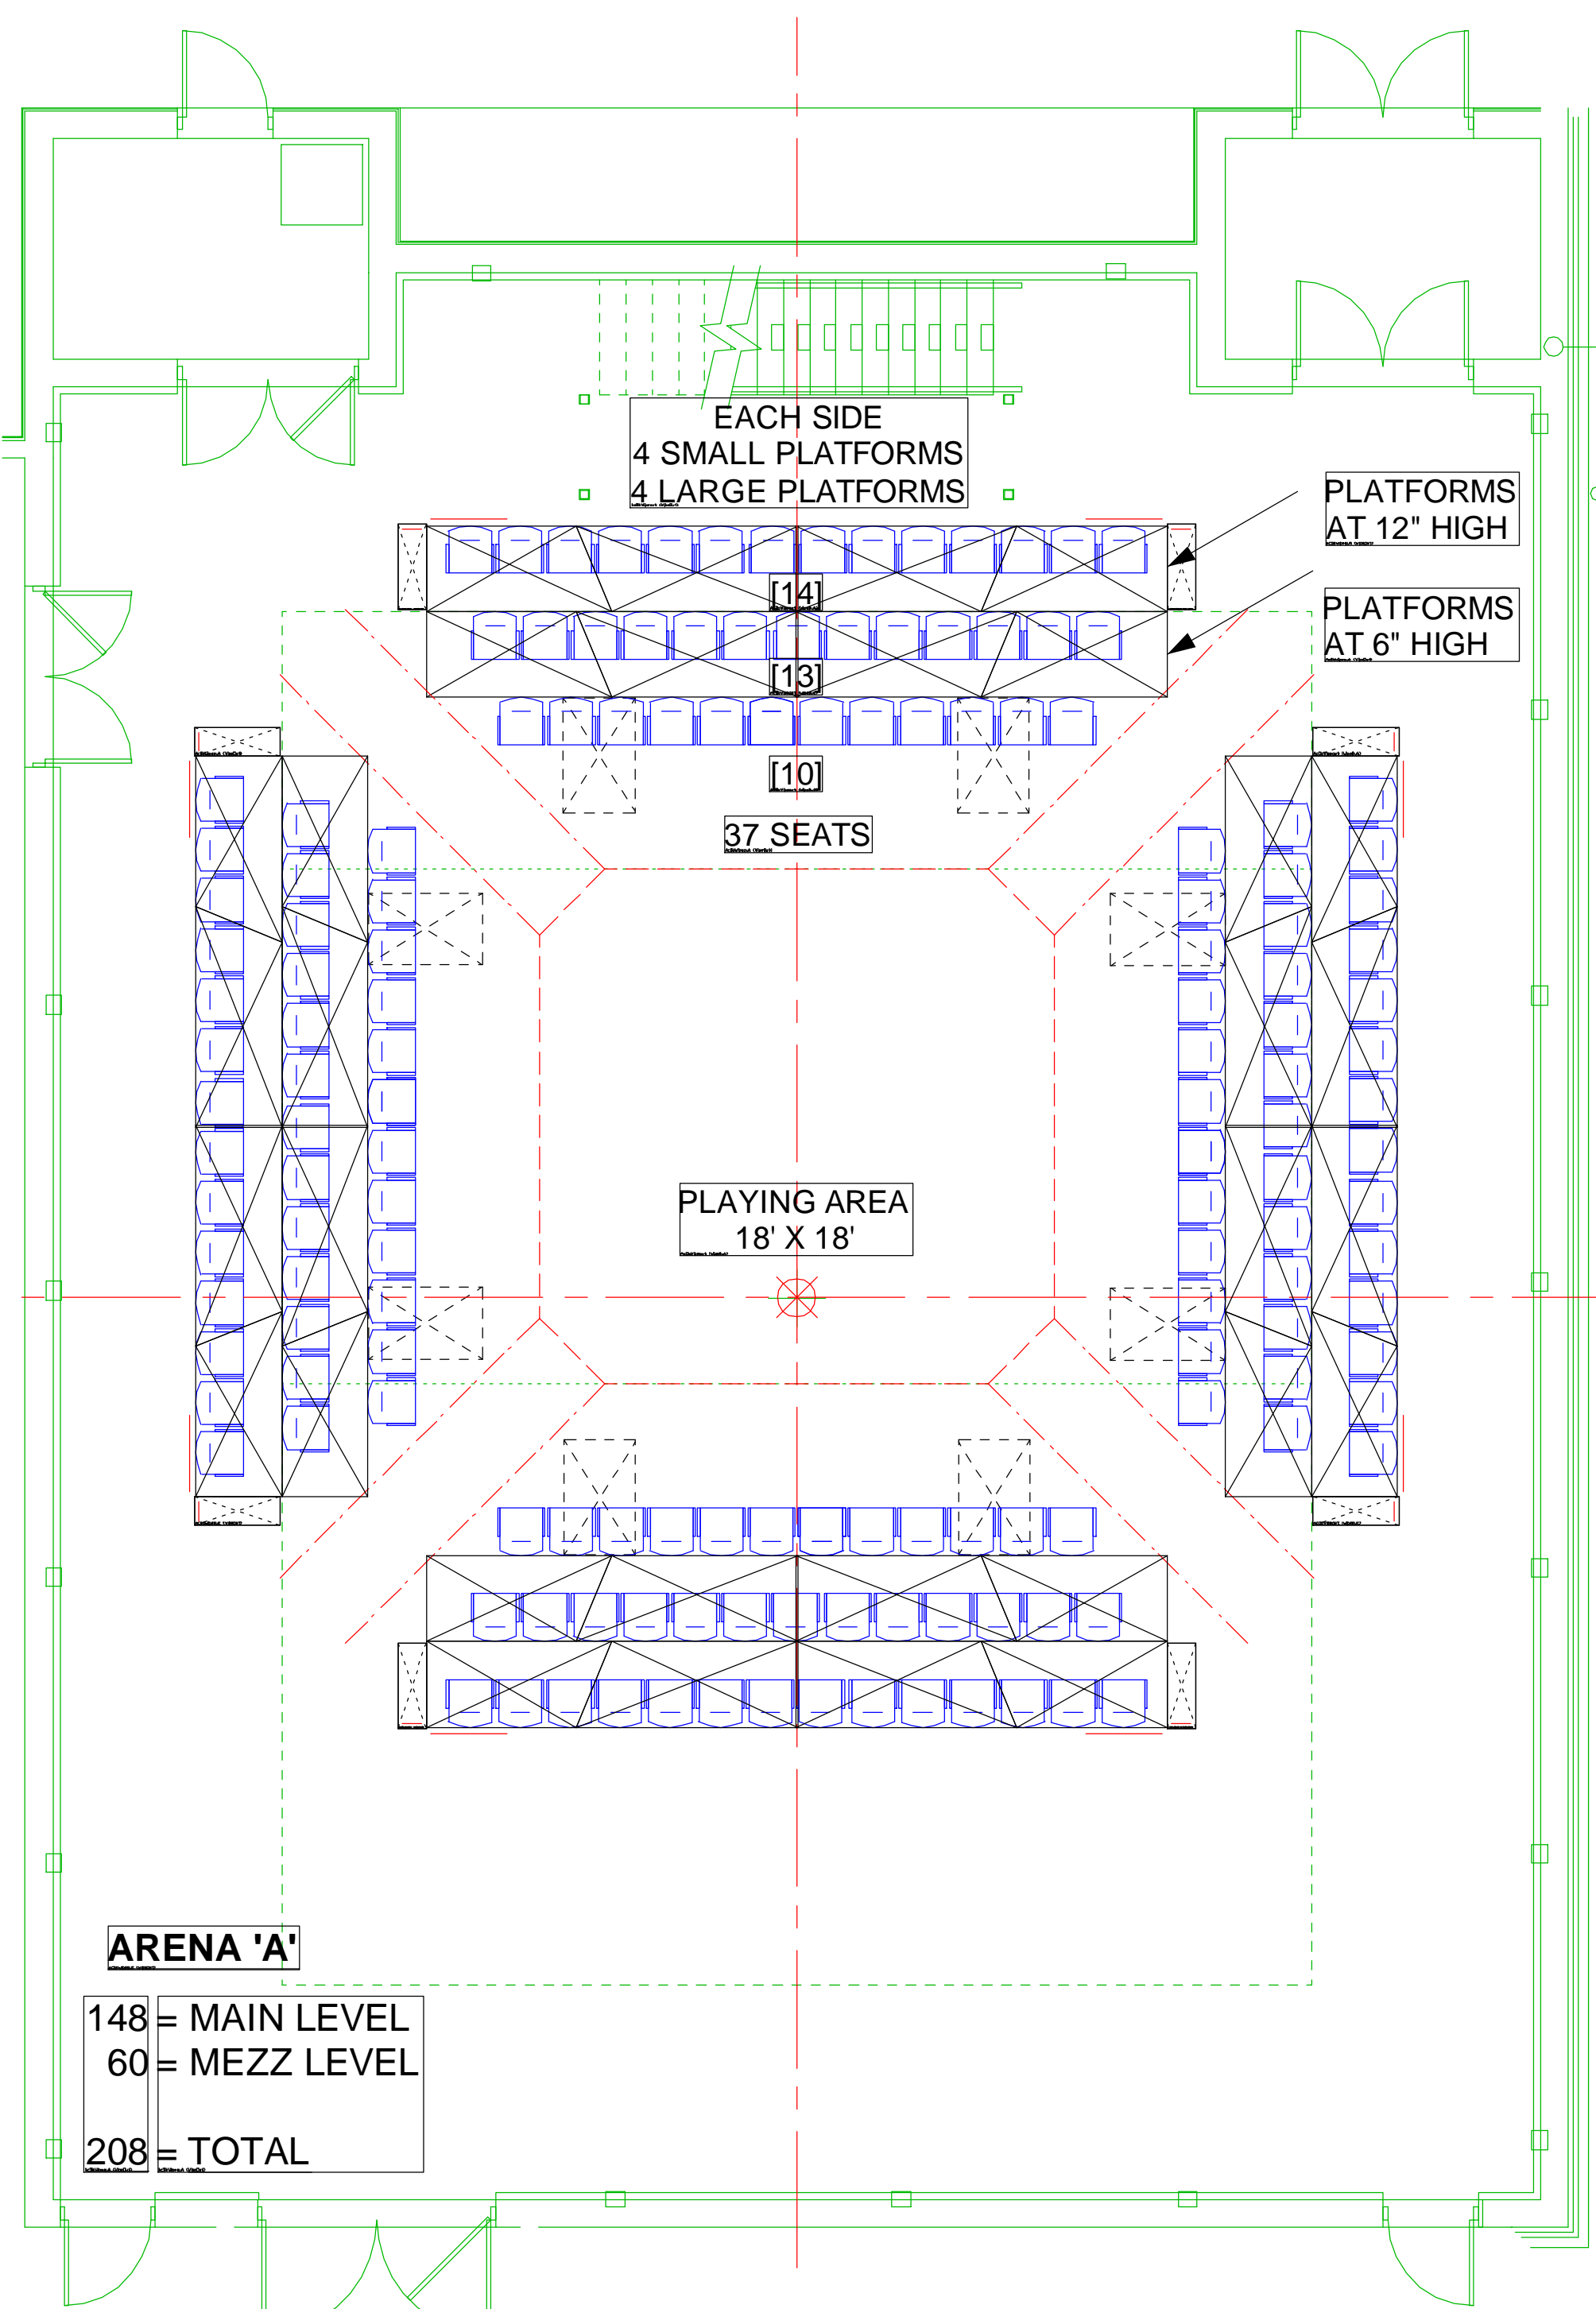 EACH SIDE
4 SMALL PLATFORMS
4 LARGE PLATFORMS
PLATFORMS
AT 12" HIGH
PLATFORMS
AT 6" HIGH
[14]
[13]
[10]
37 SEATS
PLAYING AREA
18' X 18'
ARENA 'A'
148 = MAIN LEVEL
60 = MEZZ LEVEL
208 = TOTAL